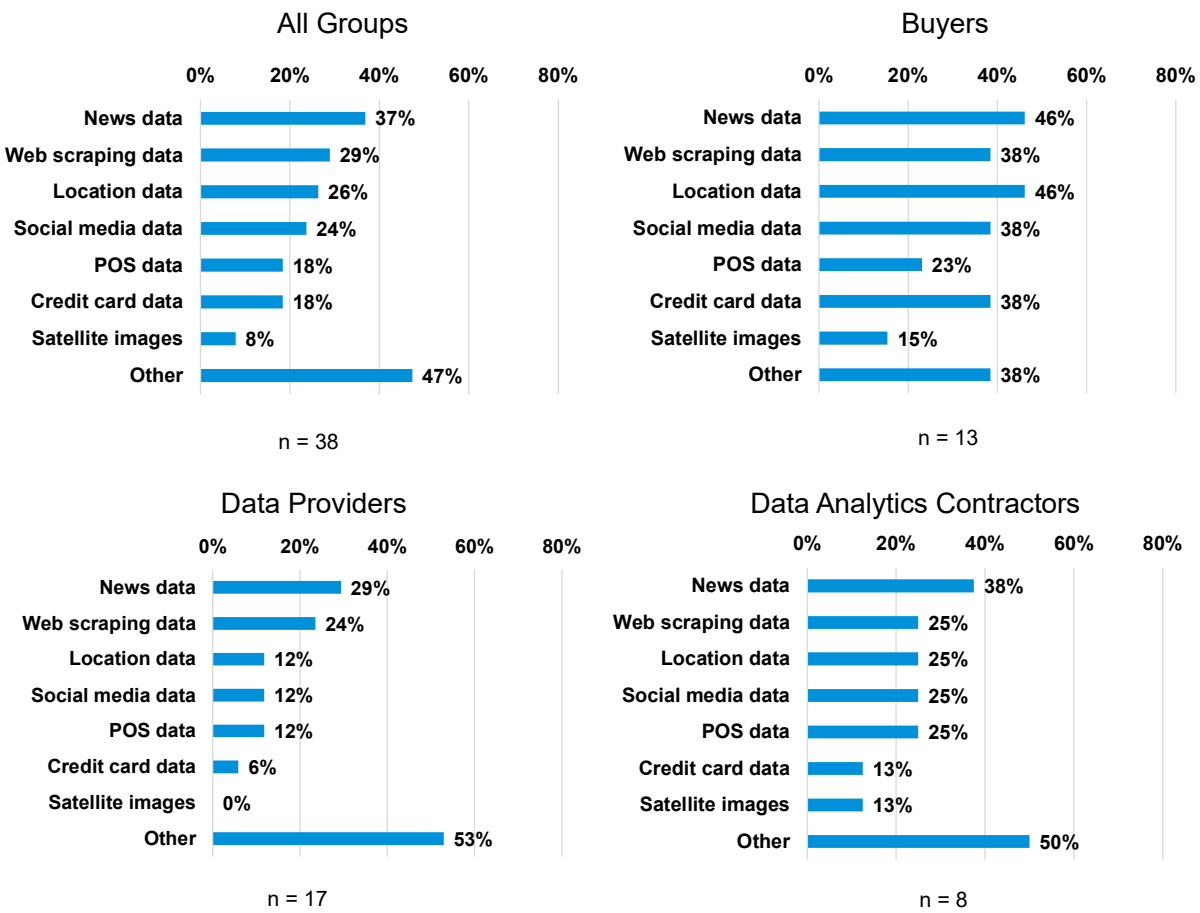 All Groups
0% 20% 40% 60% 80%
News data 37%
Web scraping data 29%
Location data 26%
Social media data 24%
POS data 18%
Credit card data 18%
Satellite images 8%
Other 47%
n = 38
Buyers
0% 20% 40% 60% 80%
News data 46%
Web scraping data 38%
Location data 46%
Social media data 38%
POS data 23%
Credit card data 38%
Satellite images 15%
Other 38%
n = 13
Data Providers
0% 20% 40% 60% 80%
News data 29%
Web scraping data 24%
Location data 12%
Social media data 12%
POS data 12%
Credit card data 6%
Satellite images 0%
Other 53%
n = 17
Data Analytics Contractors
0% 20% 40% 60% 80%
News data 38%
Web scraping data 25%
Location data 25%
Social media data 25%
POS data 25%
Credit card data 13%
Satellite images 13%
Other 50%
n = 8